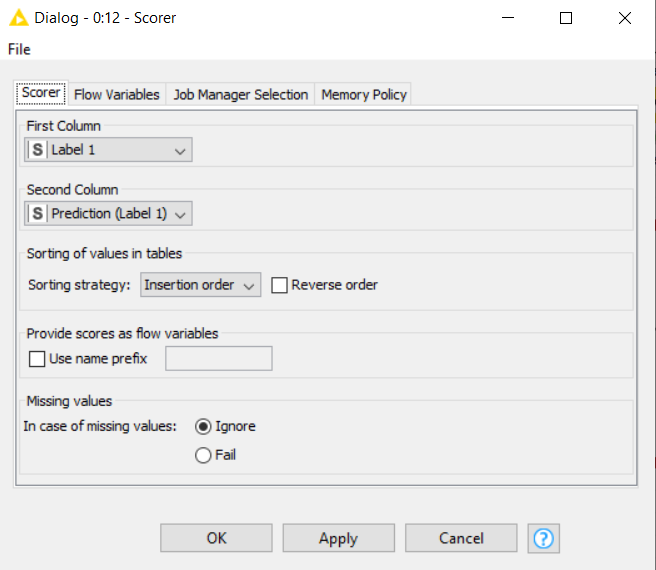 Dialog - 0:12 - Scorer
File
Scorer Flow Variables Job Manager Selection Memory Policy
First Column
S Label 1
Second Column
S Prediction (Label 1)
Sorting of values in tables
Sorting strategy: Insertion order Reverse order
Provide scores as flow variables
Use name prefix
Missing values
In case of missing values: Ignore
Fail
OK Apply Cancel ?